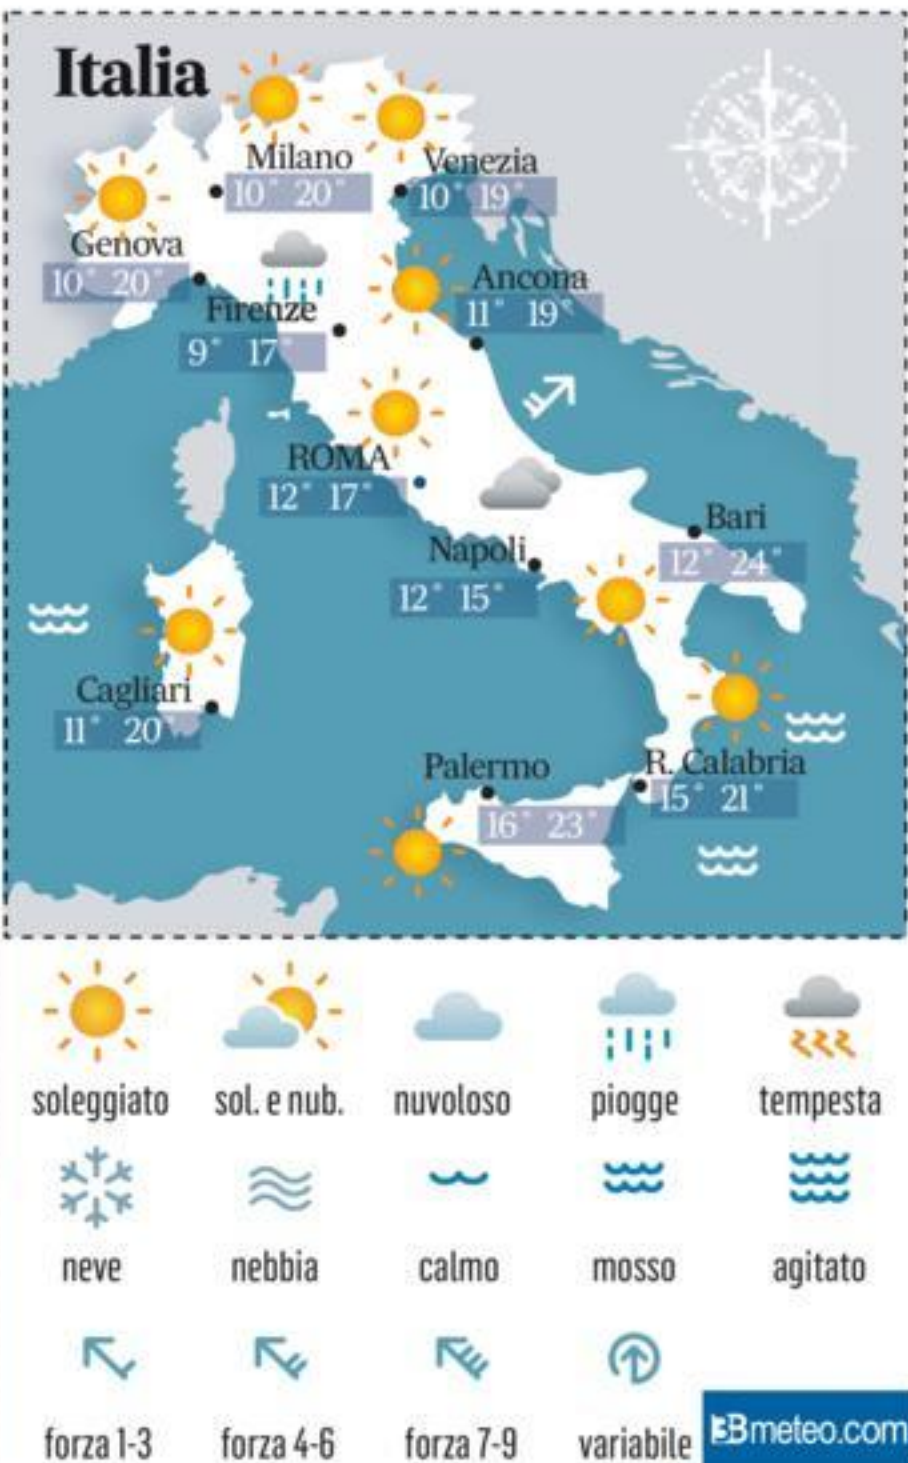 Italia
Milano
10° 20°
Venezia
10° 19°
Genova
10° 20°
Ancona
11° 19°
Firenze
9° 17°
ROMA
12° 17°
Bari
12° 24°
Napoli
12° 15°
Cagliari
11° 20°
Palermo
16° 23°
R. Calabria
15° 21°
soleggiato sol. e nub. nuvoloso piogge tempesta
neve nebbia calmo mosso agitato
forza 1-3 forza 4-6 forza 7-9 variabile
3Bmeteo.com